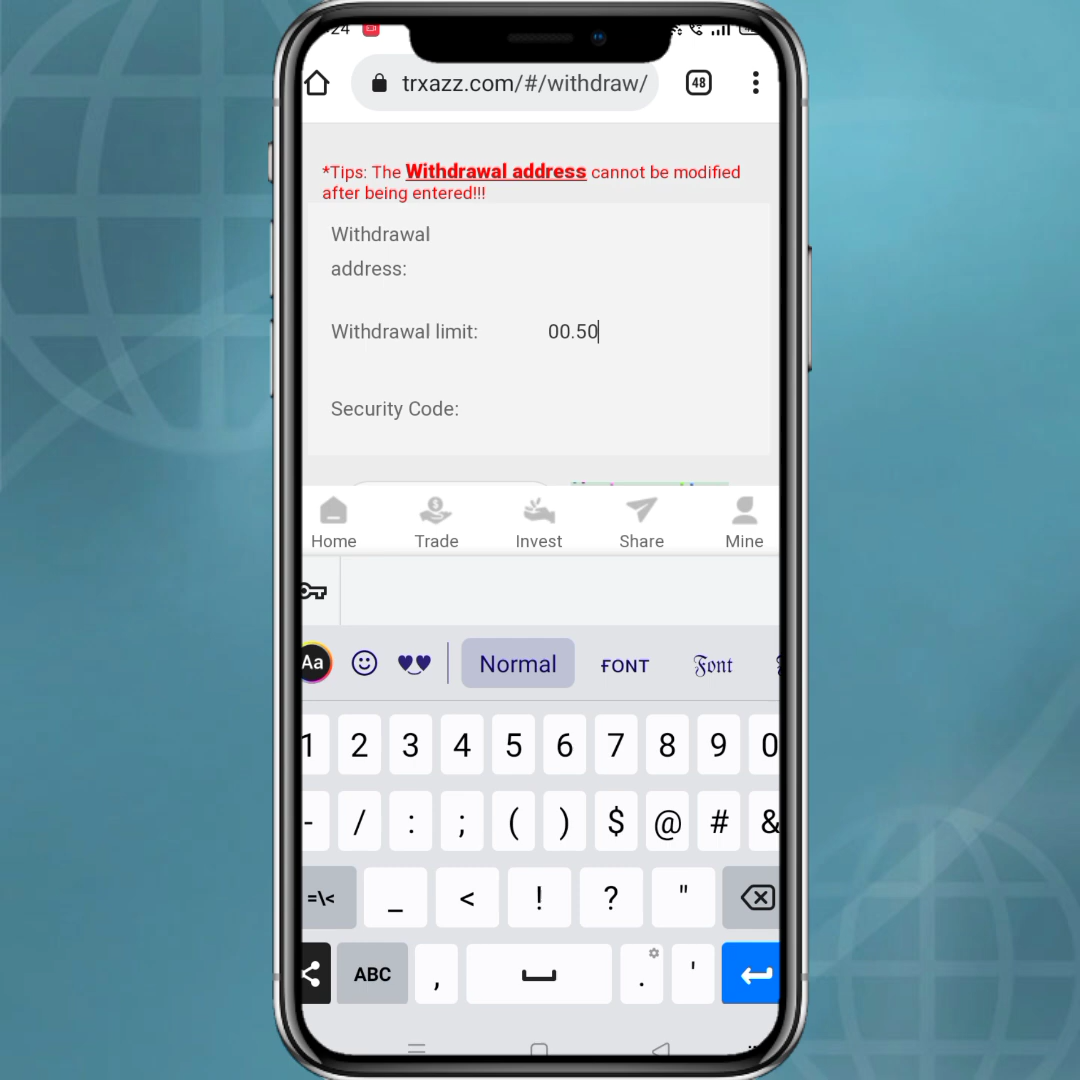 24
trxazz.com/#/withdraw/
48
*Tips: The Withdrawal address cannot be modified
after being entered!!!
Withdrawal
address:
Withdrawal limit: 00.50
Security Code:
Home Trade Invest Share Mine
Aa Normal FONT Font
1 2 3 4 5 6 7 8 9 0
- / : ; ( ) $ @ # &
=\< _ < ! ? "
ABC , . '